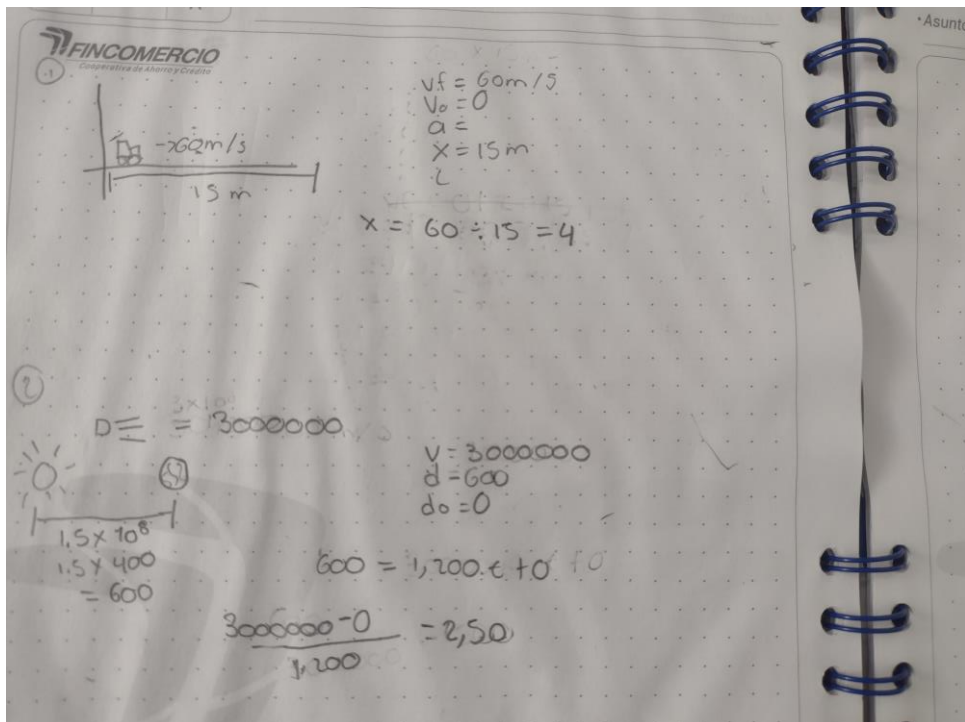 • Asunto
FINCOMERCIO
Cooperativa de Ahorro y Crédito
1
vf = 60m/s
Vo = 0
a =
x = 15 m
->60m/s
15 m
x = 60 ÷ 15 = 4
2
D = = 3000000
V = 3000000
d = 600
do = 0
1.5 x 10⁸
1.5 x 400
= 600
600 = 1,200.t + 0
3000000 - 0
1,200
= 2,50